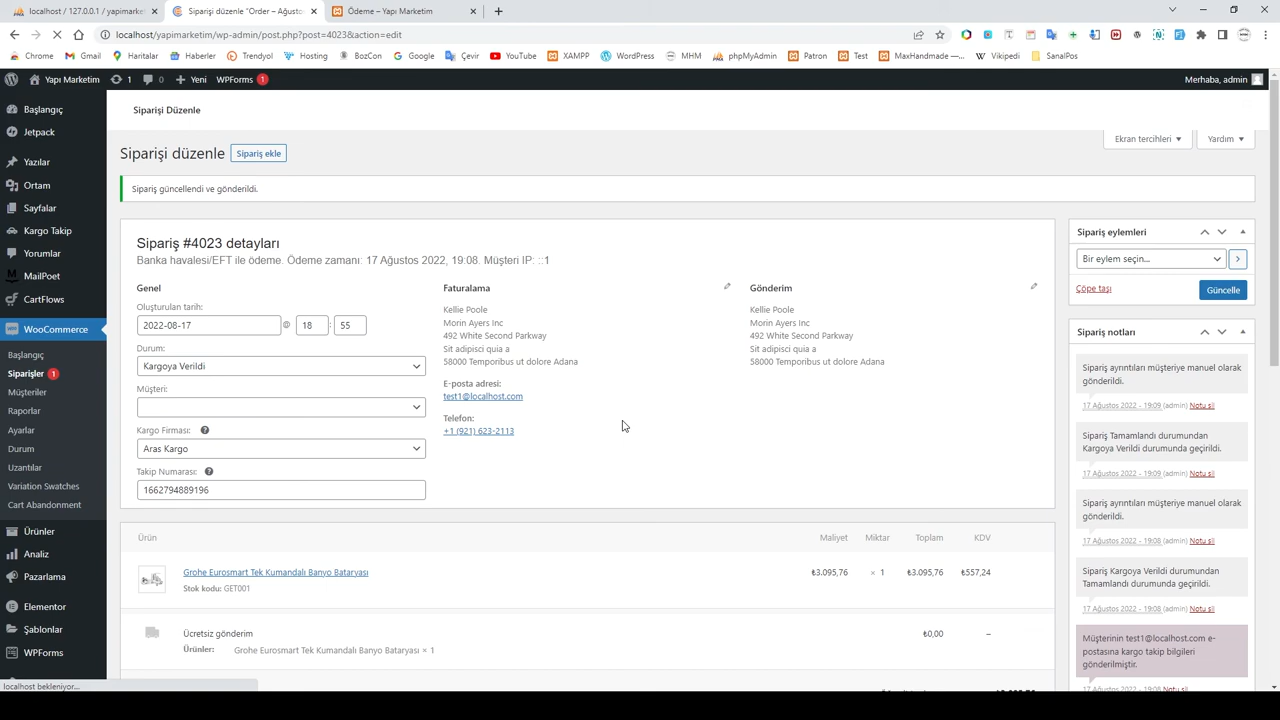 localhost / 127.0.0.1 / yapimarket
Siparişi düzenle "Order – Ağusto
Ödeme – Yapı Marketim
localhost/yapimarketim/wp-admin/post.php?post=4023&action=edit
Chrome
Gmail
Haritalar
Haberler
Trendyol
Hosting
BozCon
Google
Çevir
YouTube
XAMPP
WordPress
MHM
phpMyAdmin
Patron
Test
MaxHandmade – ...
Vikipedi
SanalPos
Yapı Marketim
1
0
Yeni
WPForms 1
Merhaba, admin
Başlangıç
Jetpack
Yazılar
Ortam
Sayfalar
Kargo Takip
Yorumlar
MailPoet
CartFlows
WooCommerce
Başlangıç
Siparişler 1
Müşteriler
Raporlar
Ayarlar
Durum
Uzantılar
Variation Swatches
Cart Abandonment
Ürünler
Analiz
Pazarlama
Elementor
Şablonlar
WPForms
localhost bekleniyor...
Siparişi Düzenle
Ekran tercihleri
Yardım
Siparişi düzenle
Sipariş ekle
Sipariş güncellendi ve gönderildi.
Sipariş #4023 detayları
Banka havalesi/EFT ile ödeme. Ödeme zamanı: 17 Ağustos 2022, 19:08. Müşteri IP: ::1
Genel
Oluşturulan tarih:
2022-08-17 @ 18 : 55
Durum:
Kargoya Verildi
Müşteri:
Kargo Firması:
Aras Kargo
Takip Numarası:
1662794889196
Faturalama
Kellie Poole
Morin Ayers Inc
492 White Second Parkway
Sit adipisci quia a
58000 Temporibus ut dolore Adana
E-posta adresi:
test1@localhost.com
Telefon:
+1 (921) 623-2113
Gönderim
Kellie Poole
Morin Ayers Inc
492 White Second Parkway
Sit adipisci quia a
58000 Temporibus ut dolore Adana
Ürün Maliyet Miktar Toplam KDV
Grohe Eurosmart Tek Kumandalı Banyo Bataryası ₺3.095,76 × 1 ₺3.095,76 ₺557,24
Stok kodu: GET001
Ücretsiz gönderim ₺0,00 –
Ürünler: Grohe Eurosmart Tek Kumandalı Banyo Bataryası × 1
Sipariş eylemleri
Bir eylem seçin...
Çöpe taşı
Güncelle
Sipariş notları
Sipariş ayrıntıları müşteriye manuel olarak
gönderildi.
17 Ağustos 2022 - 19:09 (admin) Notu sil
Sipariş Tamamlandı durumundan
Kargoya Verildi durumunda geçirildi.
17 Ağustos 2022 - 19:09 (admin) Notu sil
Sipariş ayrıntıları müşteriye manuel olarak
gönderildi.
17 Ağustos 2022 - 19:08 (admin) Notu sil
Sipariş Kargoya Verildi durumundan
Tamamlandı durumunda geçirildi.
17 Ağustos 2022 - 19:08 (admin) Notu sil
Müşterinin test1@localhost.com e-
postasına kargo takip bilgileri
gönderilmiştir.
17 Ağustos 2022 - 19:08 Notu sil